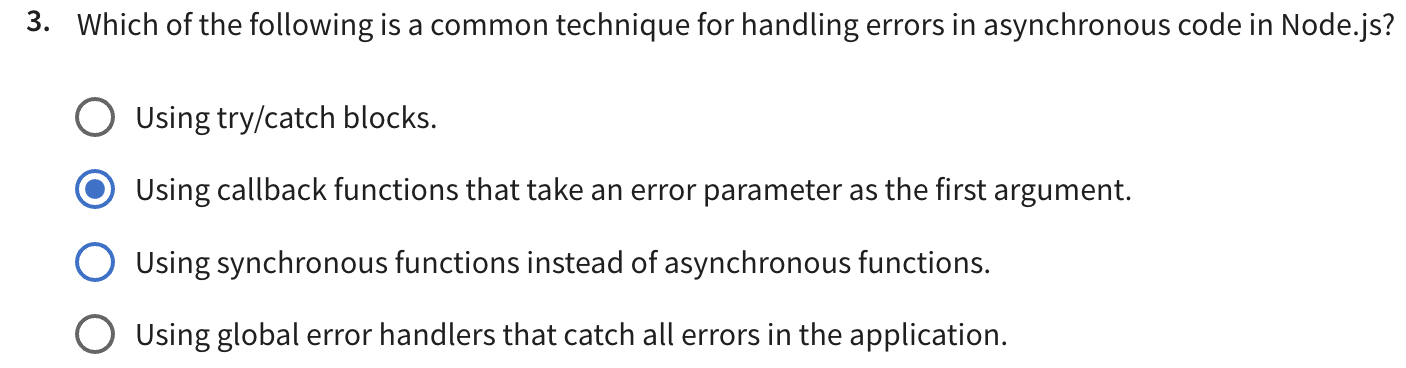 3. Which of the following is a common technique for handling errors in asynchronous code in Node.js?
Using try/catch blocks.
Using callback functions that take an error parameter as the first argument.
Using synchronous functions instead of asynchronous functions.
Using global error handlers that catch all errors in the application.